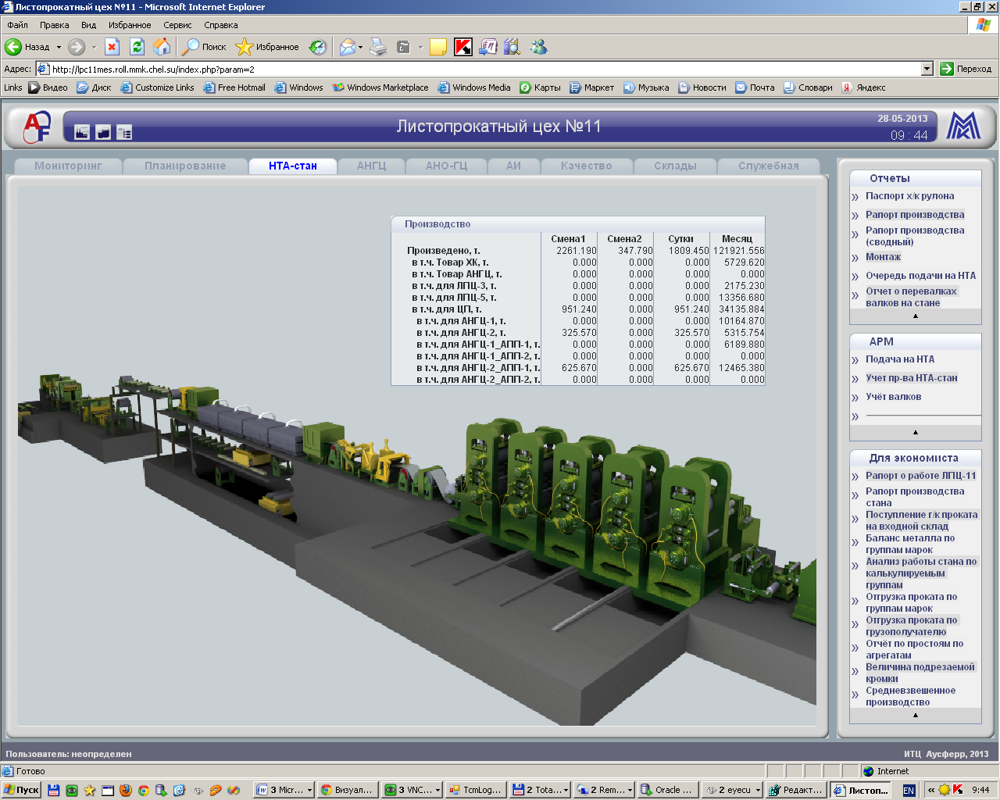 Листопрокатный цех №11 - Microsoft Internet Explorer
Файл Правка Вид Избранное Сервис Справка
Назад Поиск Избранное
Адрес: http://lpc11mes.roll.mmk.chel.su/index.php?param=2 Переход
Links Видео Диск Customize Links Free Hotmail Windows Windows Marketplace Windows Media Карты Маркет Музыка Новости Почта Словари Яндекс
Листопрокатный цех №11
28-05-2013
09 : 44
Мониторинг Планирование НТА-стан АНГЦ АНО-ГЦ АИ Качество Склады Служебная
Производство
Смена1 Смена2 Сутки Месяц
Произведено, т. 2261.190 347.790 1809.450 121921.556
в т.ч. Товар ХК, т. 0.000 0.000 0.000 5729.620
в т.ч. Товар АНГЦ, т. 0.000 0.000 0.000 0.000
в т.ч. для ЛПЦ-3, т. 0.000 0.000 0.000 2175.230
в т.ч. для ЛПЦ-5, т. 0.000 0.000 0.000 13356.680
в т.ч. для ЦП, т. 951.240 0.000 951.240 34135.884
в т.ч. для АНГЦ-1, т. 0.000 0.000 0.000 10164.870
в т.ч. для АНГЦ-2, т. 325.570 0.000 325.570 5315.754
в т.ч. для АНГЦ-1_АПП-1, т. 0.000 0.000 0.000 6189.880
в т.ч. для АНГЦ-1_АПП-2, т. 0.000 0.000 0.000 0.000
в т.ч. для АНГЦ-2_АПП-1, т. 625.670 0.000 625.670 12465.380
в т.ч. для АНГЦ-2_АПП-2, т. 0.000 0.000 0.000 0.000
Отчеты
Паспорт х/к рулона
Рапорт производства
Рапорт производства
(сводный)
Монтаж
Очередь подачи на НТА
Отчет о перевалках
валков на стане
АРМ
Подача на НТА
Учет пр-ва НТА-стан
Учёт валков
Для экономиста
Рапорт о работе ЛПЦ-11
Рапорт производства
стана
Поступление г/к проката
на входной склад
Баланс металла по
группам марок
Анализ работы стана по
калькулируемым
группам
Отгрузка проката по
группам марок
Отгрузка проката по
грузополучателю
Отчёт по простоям по
агрегатам
Величина подрезаемой
кромки
Средневзвешенное
производство
Пользователь: неопределен
ИТЦ Аусферр, 2013
Готово Internet
Пуск 3 Micr... Визуал... 3 VNC... TcmLog... 2 Tota... 2 Rem... Oracle ... 2 eyecu Редакт... Листоп... EN « 9:44